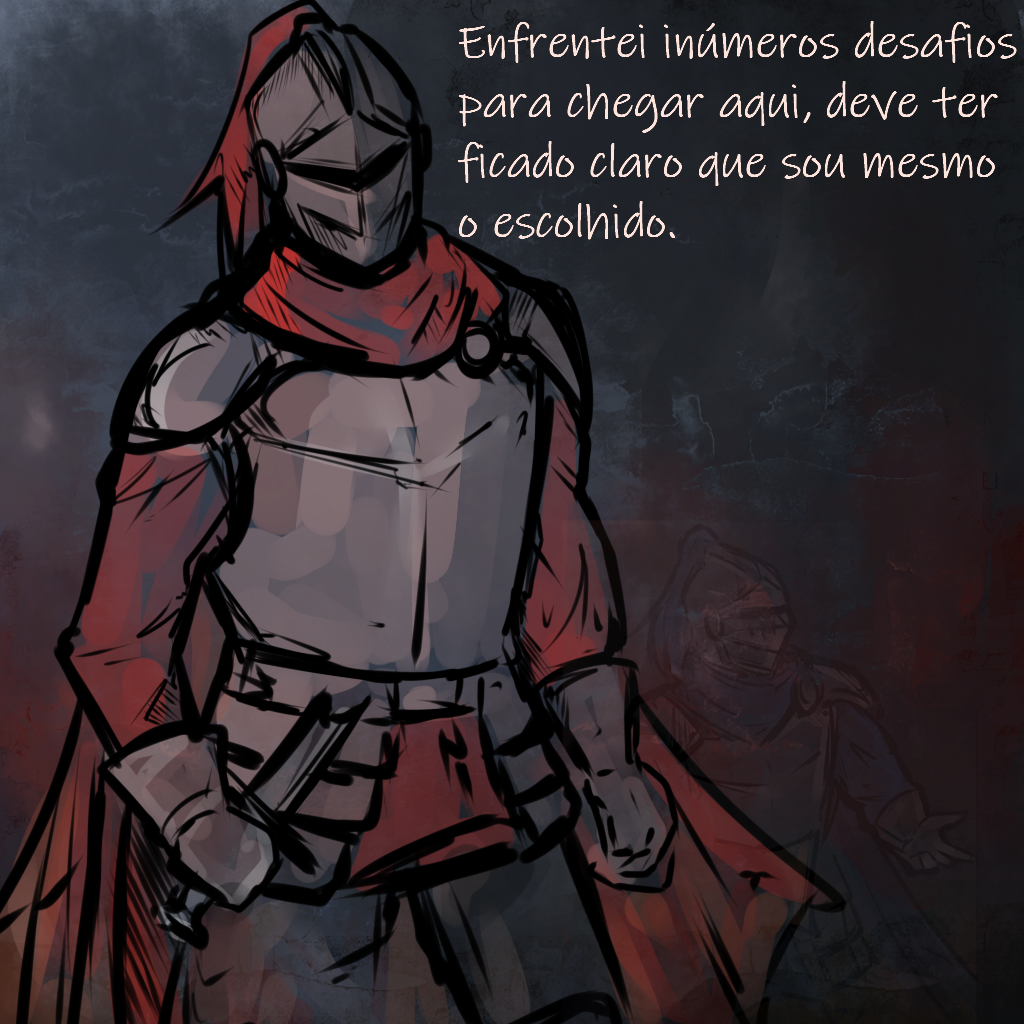 Enfrentei inúmeros desafios
para chegar aqui, deve ter
ficado claro que sou mesmo
o escolhido.